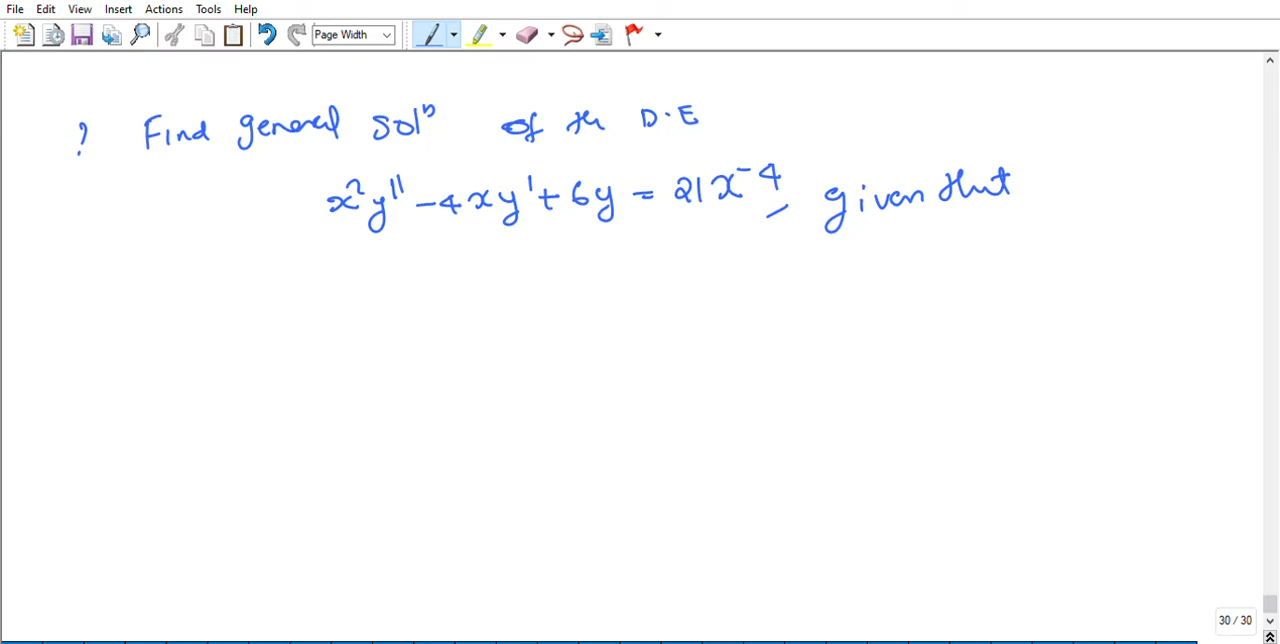 File Edit View Insert Actions Tools Help
Page Width
? Find general solⁿ of the D.E
x²y'' - 4xy' + 6y = 21x⁻⁴, given that
30 / 30